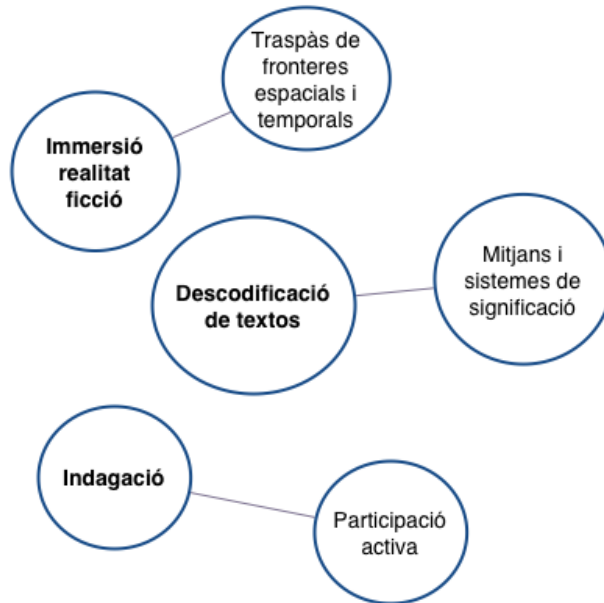 Traspàs de
fronteres
espacials i
temporals
Immersió
realitat
ficció
Descodificació
de textos
Mitjans i
sistemes de
significació
Indagació
Participació
activa